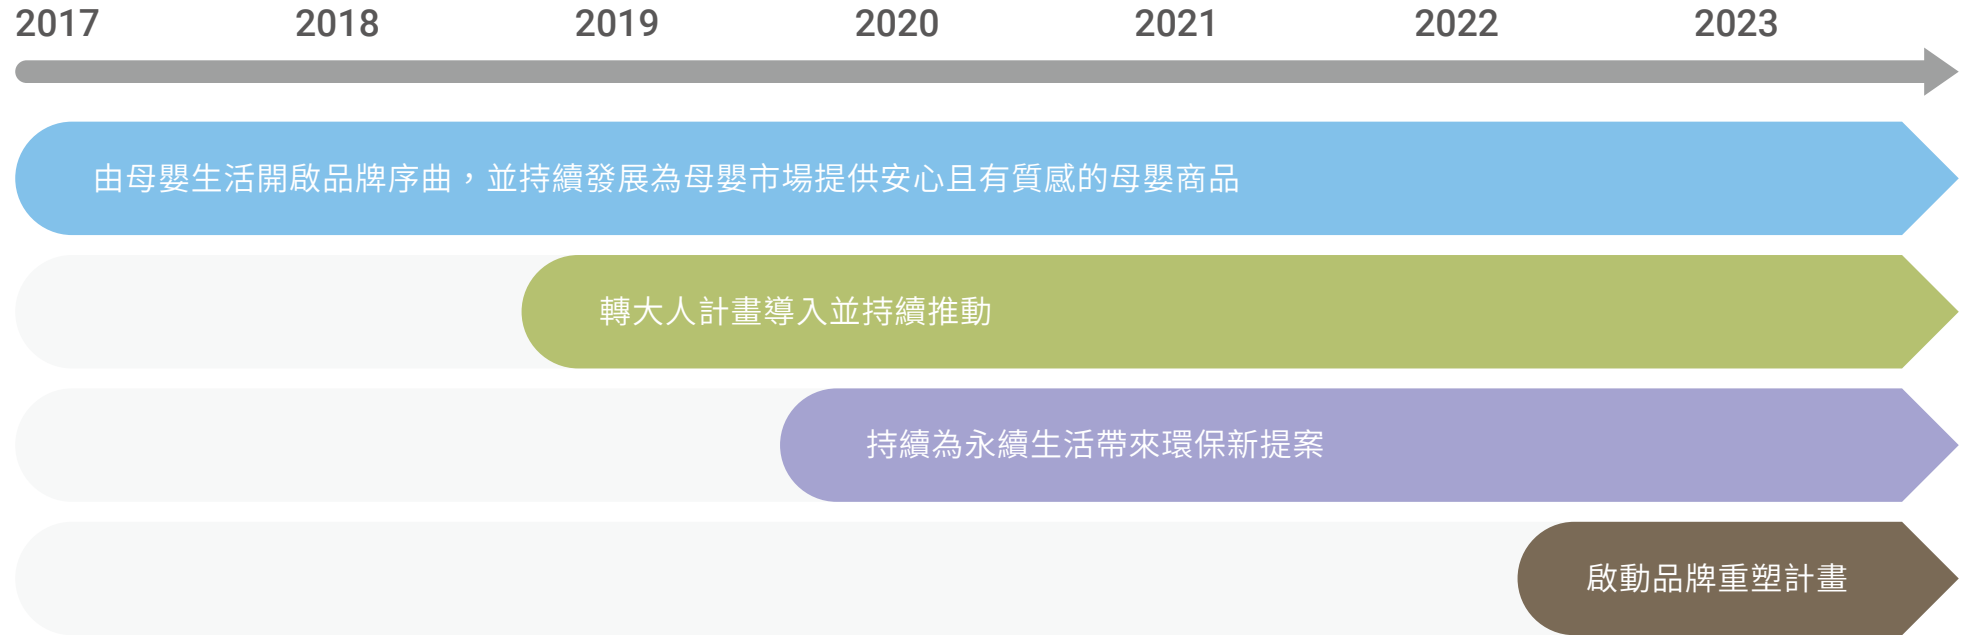 2017 2018 2019 2020 2021 2022 2023
由母嬰生活開啟品牌序曲，並持續發展為母嬰市場提供安心且有質感的母嬰商品
轉大人計畫導入並持續推動
持續為永續生活帶來環保新提案
啟動品牌重塑計畫